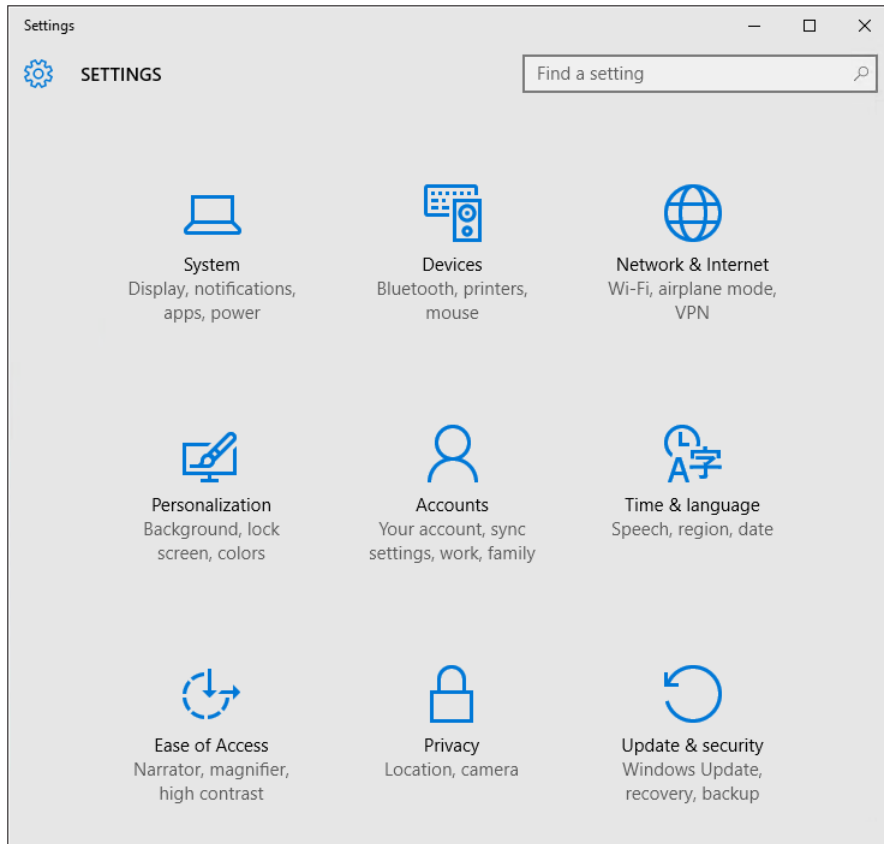 Settings
SETTINGS
Find a setting
System
Display, notifications,
apps, power
Devices
Bluetooth, printers,
mouse
Network & Internet
Wi-Fi, airplane mode,
VPN
Personalization
Background, lock
screen, colors
Accounts
Your account, sync
settings, work, family
A字
Time & language
Speech, region, date
Ease of Access
Narrator, magnifier,
high contrast
Privacy
Location, camera
Update & security
Windows Update,
recovery, backup